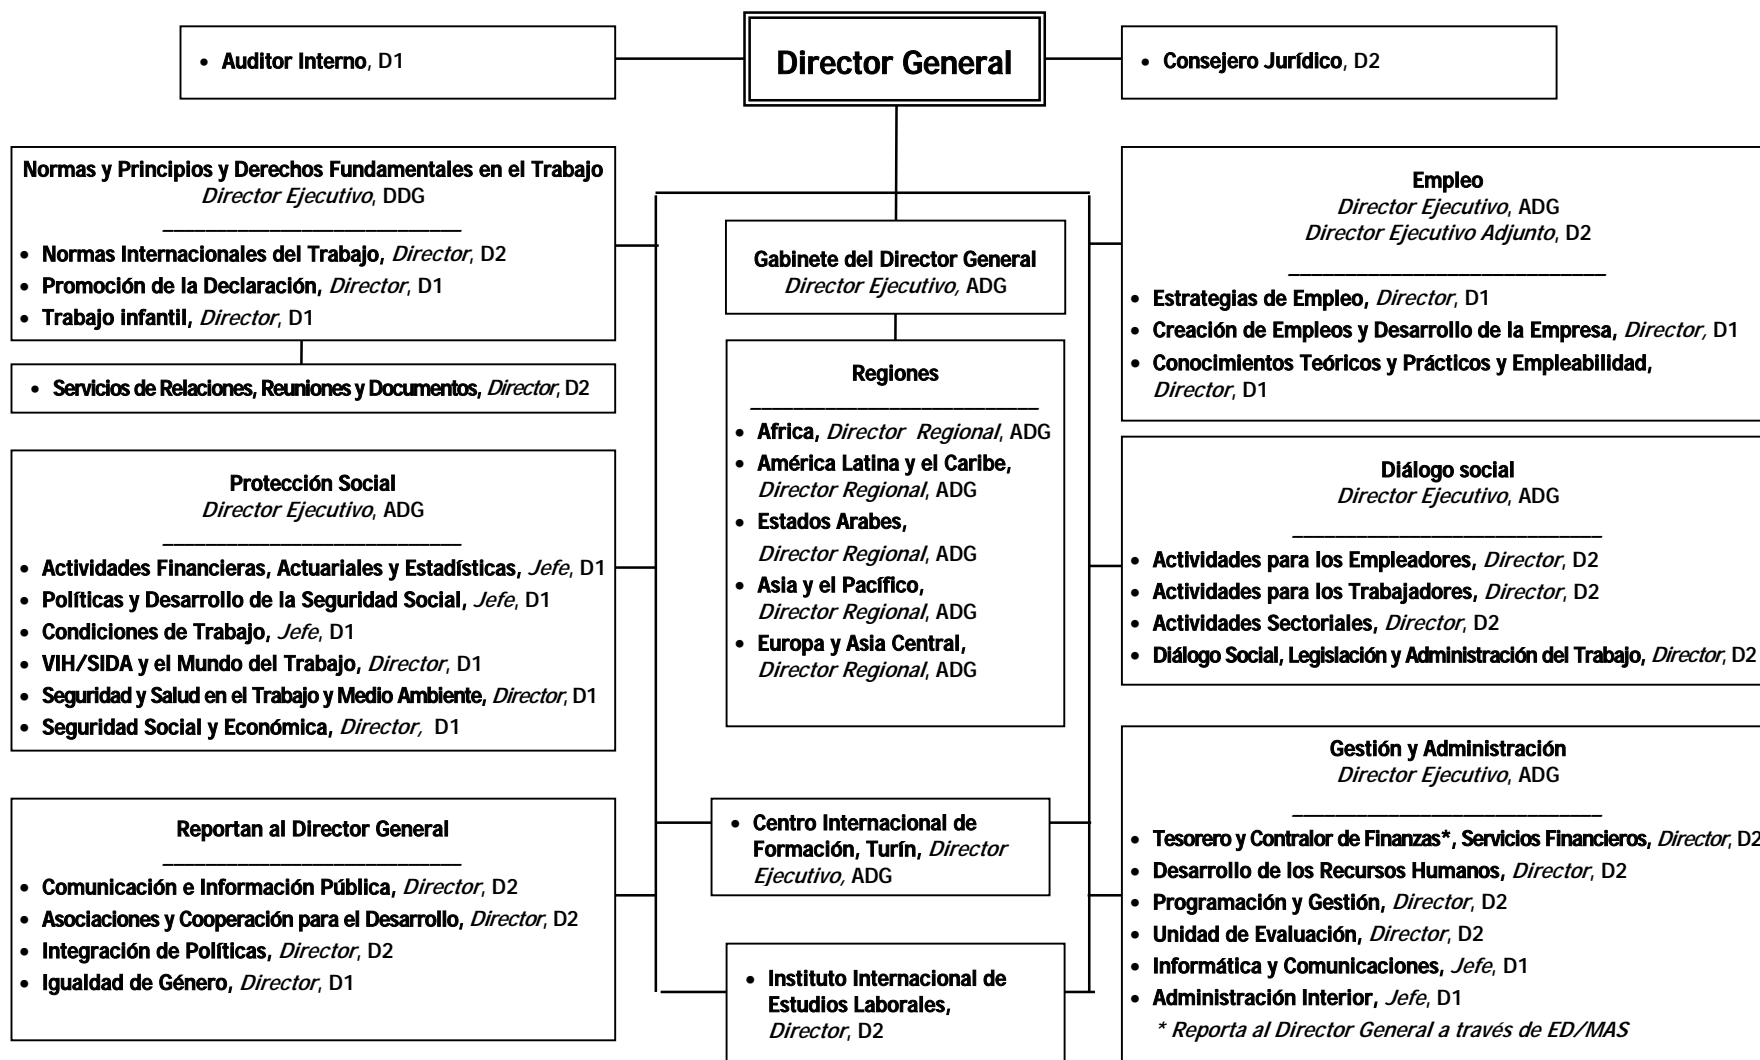 • Auditor Interno, D1
Director General
• Consejero Jurídico, D2
Normas y Principios y Derechos Fundamentales en el Trabajo
Director Ejecutivo, DDG
• Normas Internacionales del Trabajo, Director, D2
• Promoción de la Declaración, Director, D1
• Trabajo infantil, Director, D1
• Servicios de Relaciones, Reuniones y Documentos, Director, D2
Protección Social
Director Ejecutivo, ADG
• Actividades Financieras, Actuariales y Estadísticas, Jefe, D1
• Políticas y Desarrollo de la Seguridad Social, Jefe, D1
• Condiciones de Trabajo, Jefe, D1
• VIH/SIDA y el Mundo del Trabajo, Director, D1
• Seguridad y Salud en el Trabajo y Medio Ambiente, Director, D1
• Seguridad Social y Económica, Director, D1
Reportan al Director General
• Comunicación e Información Pública, Director, D2
• Asociaciones y Cooperación para el Desarrollo, Director, D2
• Integración de Políticas, Director, D2
• Igualdad de Género, Director, D1
Gabinete del Director General
Director Ejecutivo, ADG
Regiones
• Africa, Director Regional, ADG
• América Latina y el Caribe,
Director Regional, ADG
• Estados Arabes,
Director Regional, ADG
• Asia y el Pacífico,
Director Regional, ADG
• Europa y Asia Central,
Director Regional, ADG
• Centro Internacional de
Formación, Turín, Director
Ejecutivo, ADG
• Instituto Internacional de
Estudios Laborales,
Director, D2
Empleo
Director Ejecutivo, ADG
Director Ejecutivo Adjunto, D2
• Estrategias de Empleo, Director, D1
• Creación de Empleos y Desarrollo de la Empresa, Director, D1
• Conocimientos Teóricos y Prácticos y Empleabilidad,
Director, D1
Diálogo social
Director Ejecutivo, ADG
• Actividades para los Empleadores, Director, D2
• Actividades para los Trabajadores, Director, D2
• Actividades Sectoriales, Director, D2
• Diálogo Social, Legislación y Administración del Trabajo, Director, D2
Gestión y Administración
Director Ejecutivo, ADG
• Tesorero y Contralor de Finanzas*, Servicios Financieros, Director, D2
• Desarrollo de los Recursos Humanos, Director, D2
• Programación y Gestión, Director, D2
• Unidad de Evaluación, Director, D2
• Informática y Comunicaciones, Jefe, D1
• Administración Interior, Jefe, D1
* Reporta al Director General a través de ED/MAS